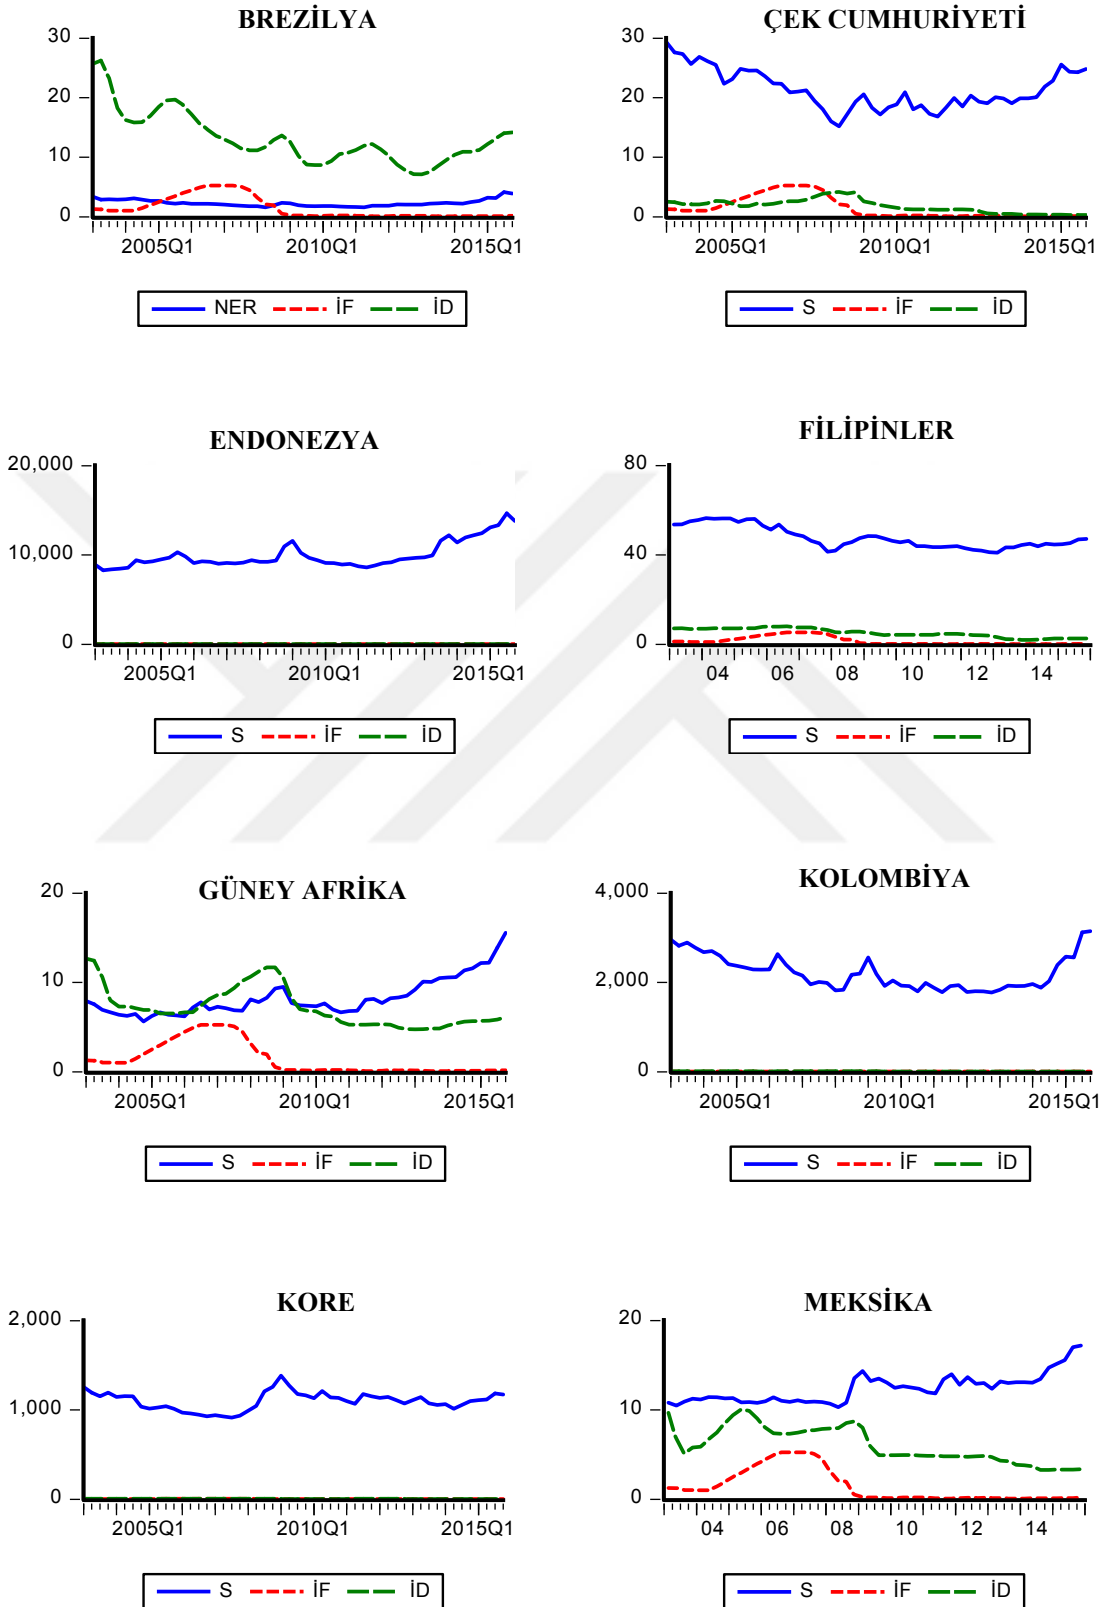 BREZİLYA
30
20
10
0
2005Q1 2010Q1 2015Q1
NER İF İD
ÇEK CUMHURİYETİ
30
20
10
0
2005Q1 2010Q1 2015Q1
S İF İD
ENDONEZYA
20,000
10,000
0
2005Q1 2010Q1 2015Q1
S İF İD
FİLİPİNLER
80
40
0
04 06 08 10 12 14
S İF İD
GÜNEY AFRİKA
20
10
0
2005Q1 2010Q1 2015Q1
S İF İD
KOLOMBİYA
4,000
2,000
0
2005Q1 2010Q1 2015Q1
S İF İD
KORE
2,000
1,000
0
2005Q1 2010Q1 2015Q1
S İF İD
MEKSİKA
20
10
0
04 06 08 10 12 14
S İF İD